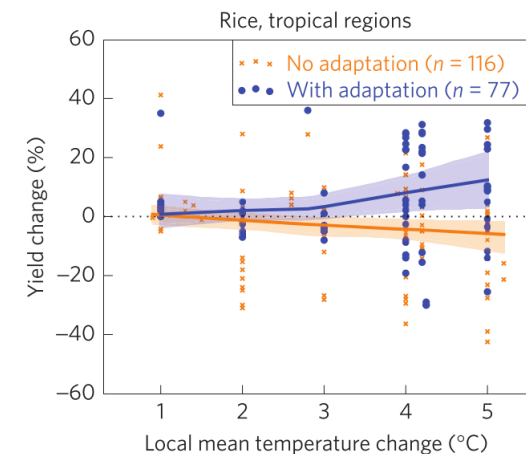 Rice, tropical regions
60
No adaptation (n = 116)
With adaptation (n = 77)
40
20
0
−20
−40
−60
Yield change (%)
1 2 3 4 5
Local mean temperature change (°C)